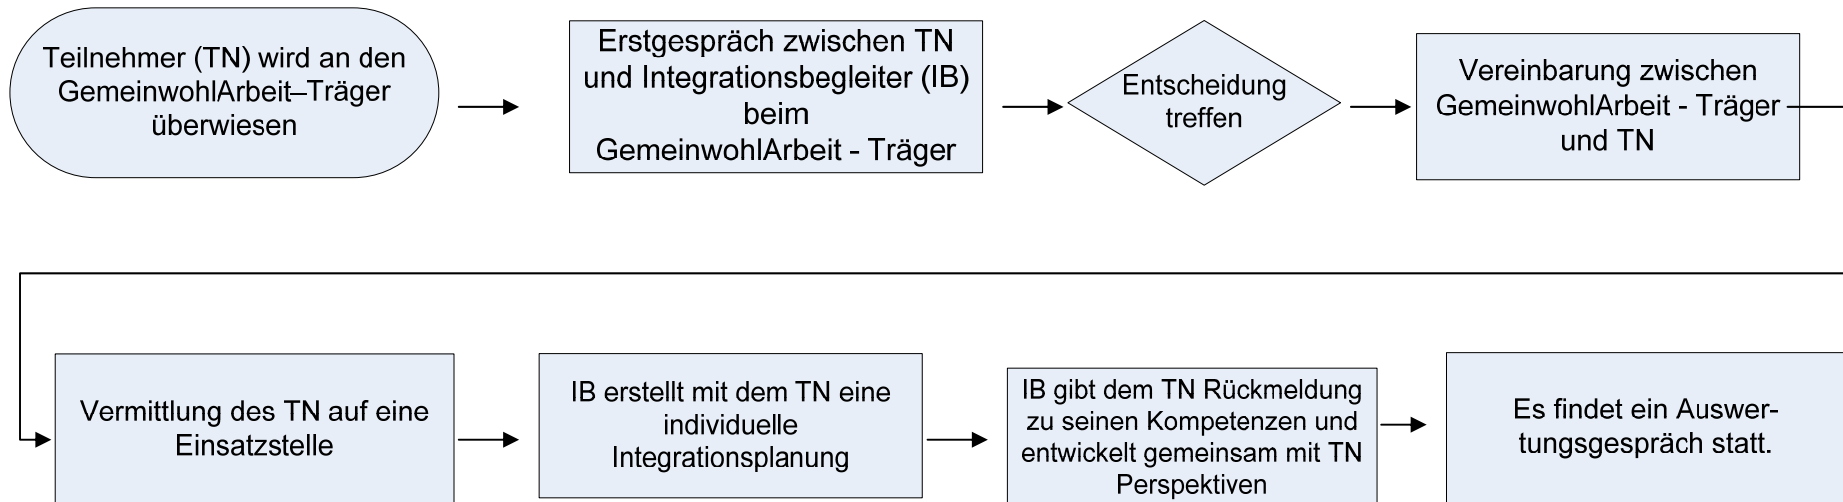 Teilnehmer (TN) wird an den
GemeinwohlArbeit–Träger
überwiesen
Erstgespräch zwischen TN
und Integrationsbegleiter (IB)
beim
GemeinwohlArbeit - Träger
Entscheidung
treffen
Vereinbarung zwischen
GemeinwohlArbeit - Träger
und TN
Vermittlung des TN auf eine
Einsatzstelle
IB erstellt mit dem TN eine
individuelle
Integrationsplanung
IB gibt dem TN Rückmeldung
zu seinen Kompetenzen und
entwickelt gemeinsam mit TN
Perspektiven
Es findet ein Auswer-
tungsgespräch statt.